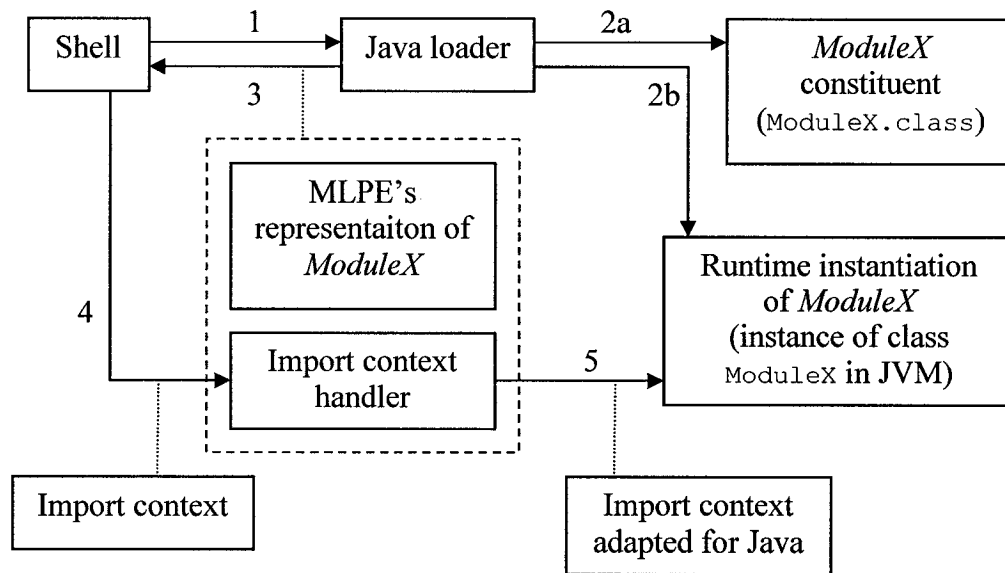 1
2a
Shell
Java loader
ModuleX
constituent
(ModuleX.class)
3
2b
MLPE's
representaiton of
ModuleX
Runtime instantiation
of ModuleX
(instance of class
ModuleX in JVM)
4
Import context
handler
5
Import context
Import context
adapted for Java